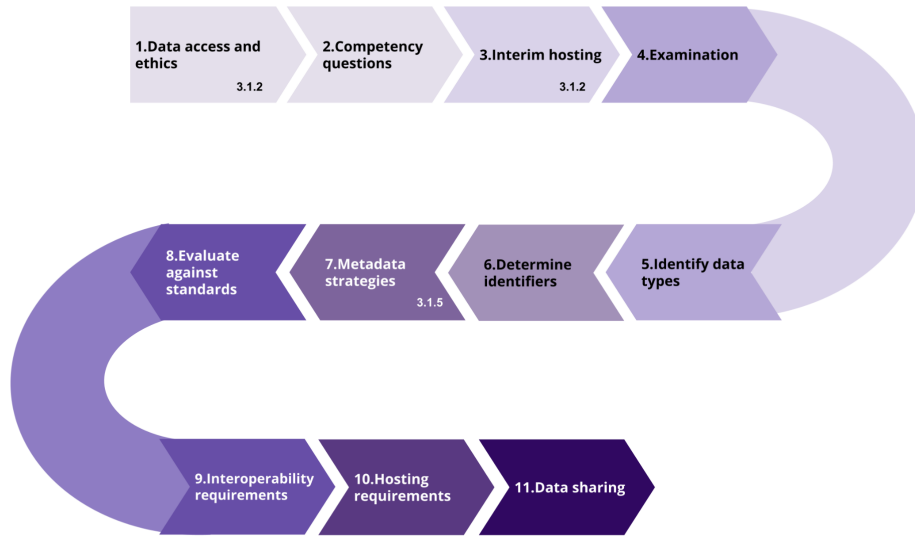 1.Data access and
ethics
3.1.2
2.Competency
questions
3.Interim hosting
3.1.2
4.Examination
5.Identify data
types
6.Determine
identifiers
7.Metadata
strategies
3.1.5
8.Evaluate
against
standards
9.Interoperability
requirements
10.Hosting
requirements
11.Data sharing